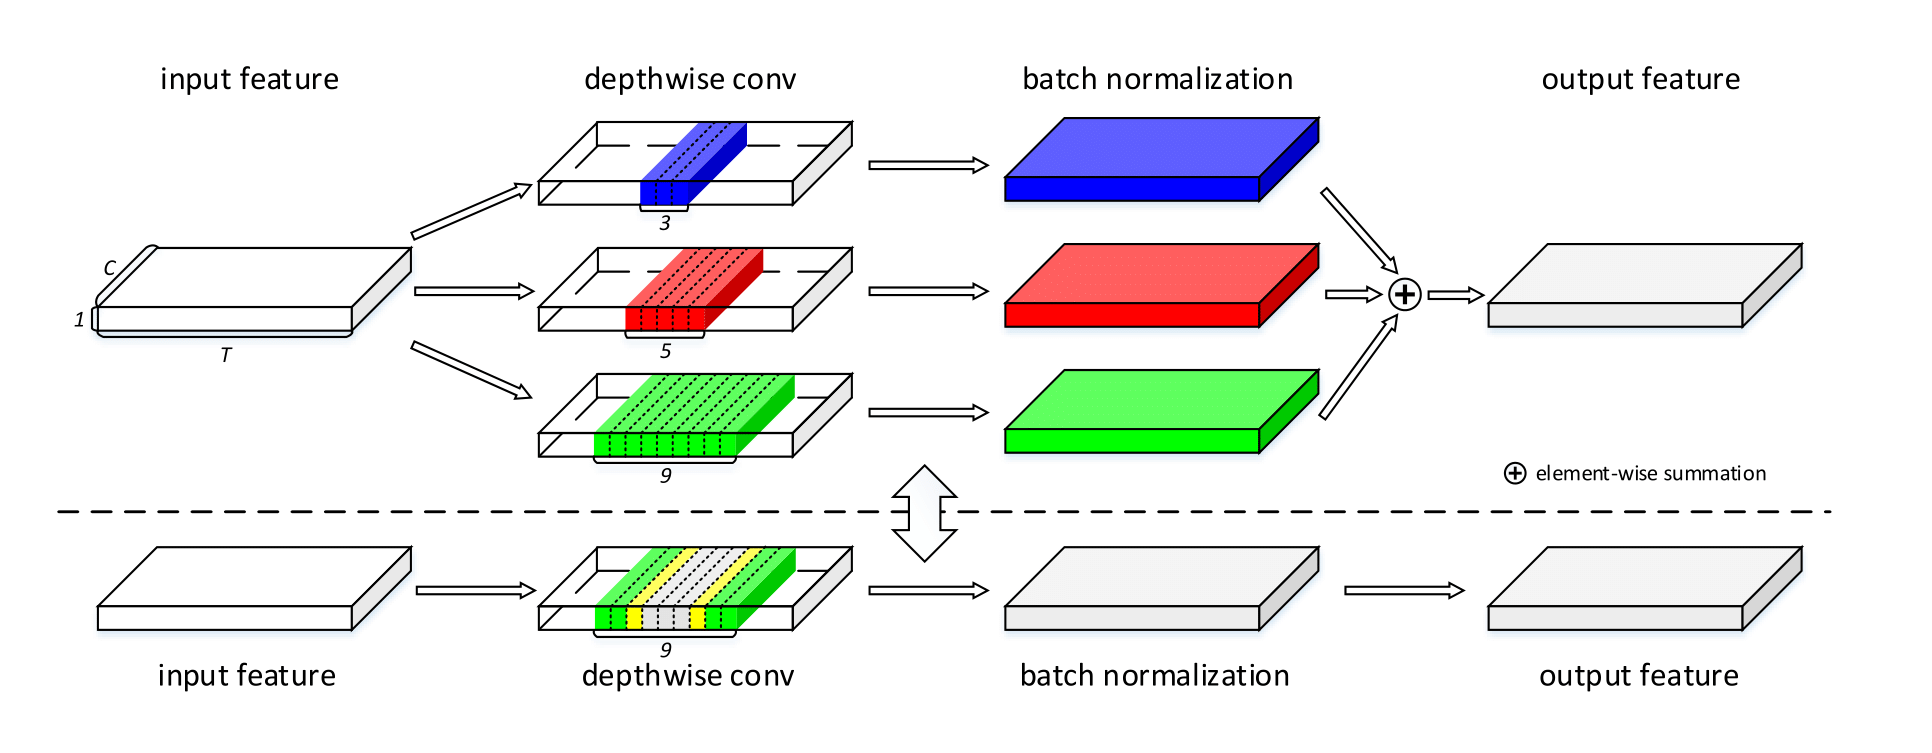 input feature
depthwise conv
batch normalization
output feature
3
C
1
T
5
9
element-wise summation
9
input feature
depthwise conv
batch normalization
output feature